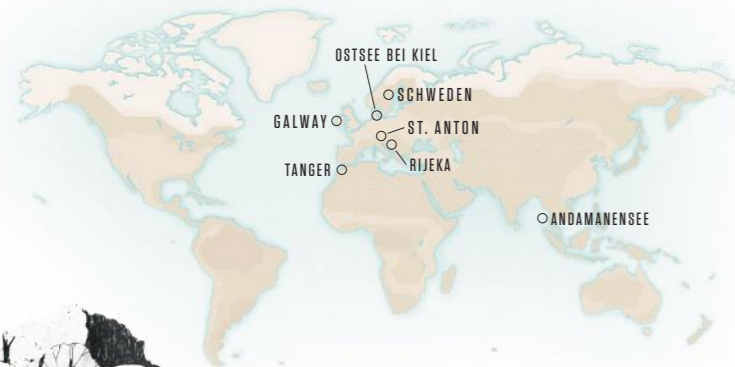 OSTSEE BEI KIEL
SCHWEDEN
GALWAY
ST. ANTON
TANGER
RIJEKA
ANDAMANENSEE